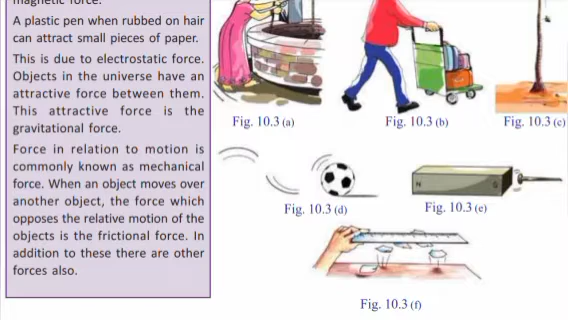 magnetic force.
A plastic pen when rubbed on hair
can attract small pieces of paper.
This is due to electrostatic force.
Objects in the universe have an
attractive force between them.
This attractive force is the
gravitational force.
Force in relation to motion is
commonly known as mechanical
force. When an object moves over
another object, the force which
opposes the relative motion of the
objects is the frictional force. In
addition to these there are other
forces also.
Fig. 10.3 (a)
Fig. 10.3 (b)
Fig. 10.3 (c)
Fig. 10.3 (d)
N
S
Fig. 10.3 (e)
Fig. 10.3 (f)